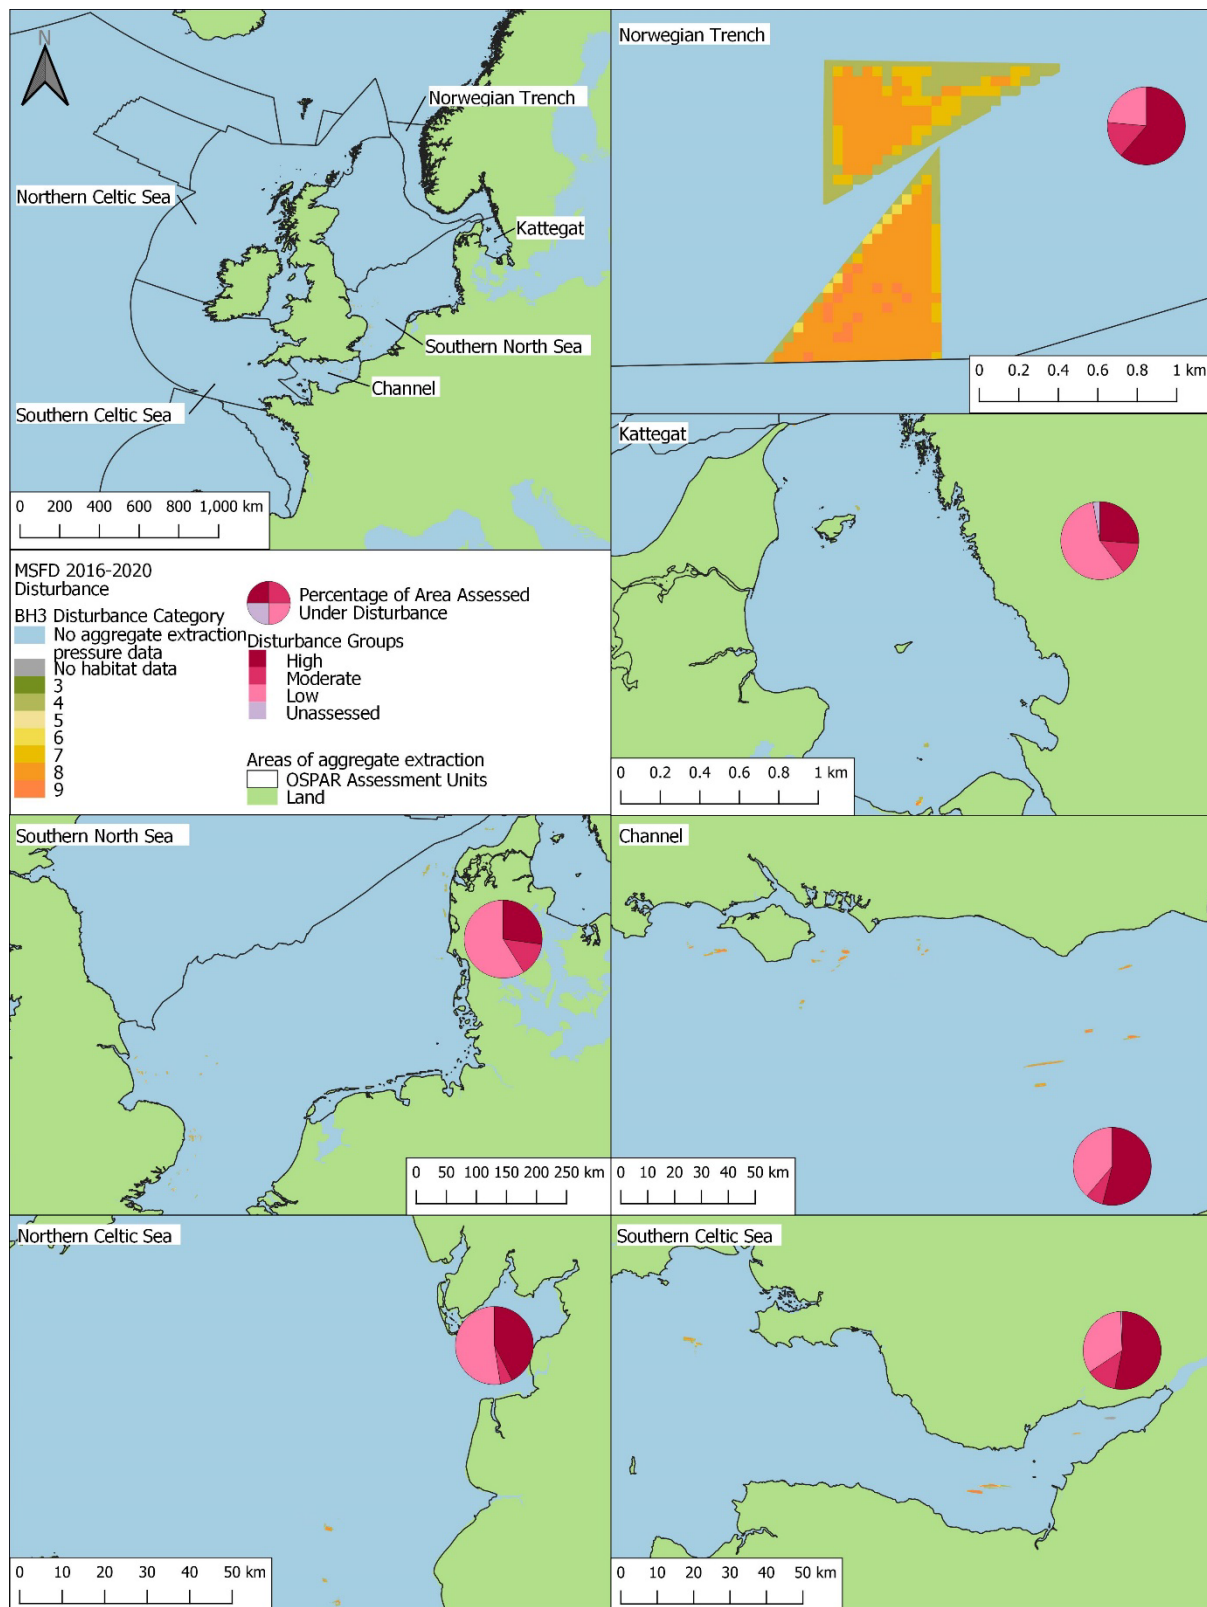 N
Norwegian Trench
Northern Celtic Sea
Kattegat
Southern North Sea
Channel
Southern Celtic Sea
0 200 400 600 800 1,000 km
Norwegian Trench
0 0.2 0.4 0.6 0.8 1 km
Kattegat
0 0.2 0.4 0.6 0.8 1 km
MSFD 2016-2020
Disturbance
BH3 Disturbance Category
No aggregate extraction
pressure data
No habitat data
3
4
5
6
7
8
9
Percentage of Area Assessed
Under Disturbance
Disturbance Groups
High
Moderate
Low
Unassessed
Areas of aggregate extraction
OSPAR Assessment Units
Land
Southern North Sea
0 50 100 150 200 250 km
Channel
0 10 20 30 40 50 km
Northern Celtic Sea
0 10 20 30 40 50 km
Southern Celtic Sea
0 10 20 30 40 50 km